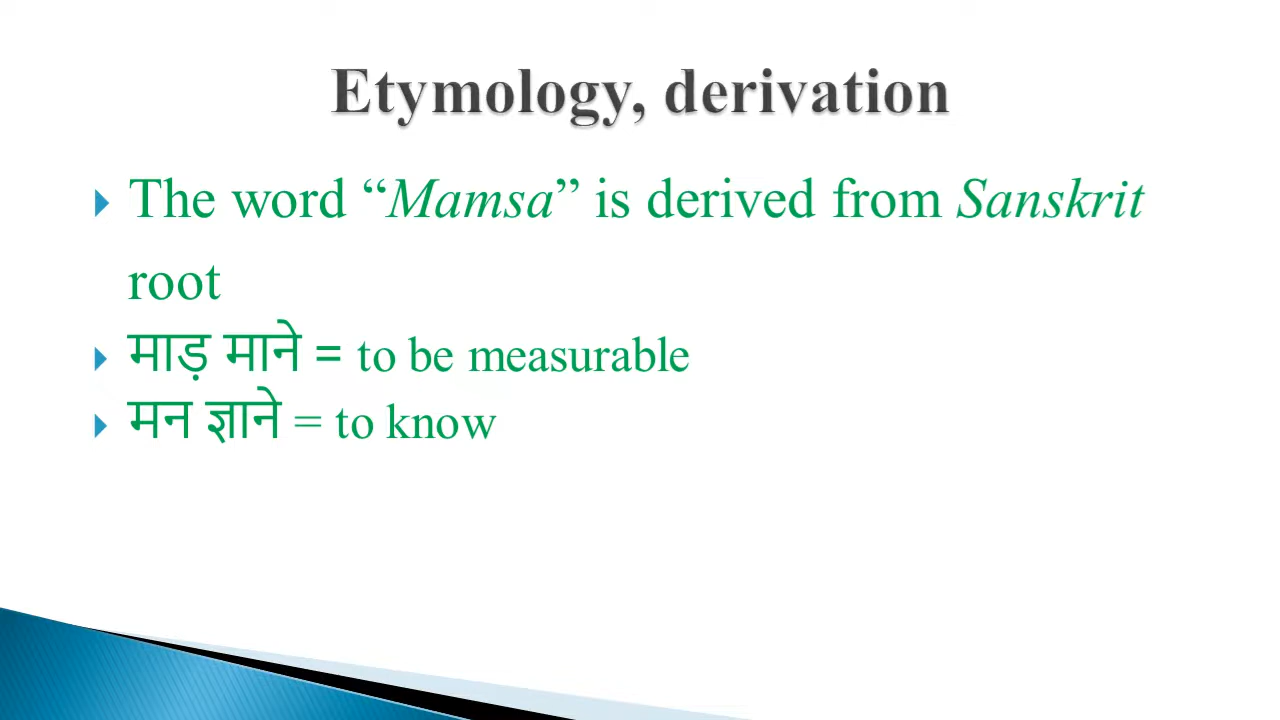 Etymology, derivation
The word “Mamsa” is derived from Sanskrit
root
माड़ माने = to be measurable
मन ज्ञाने = to know